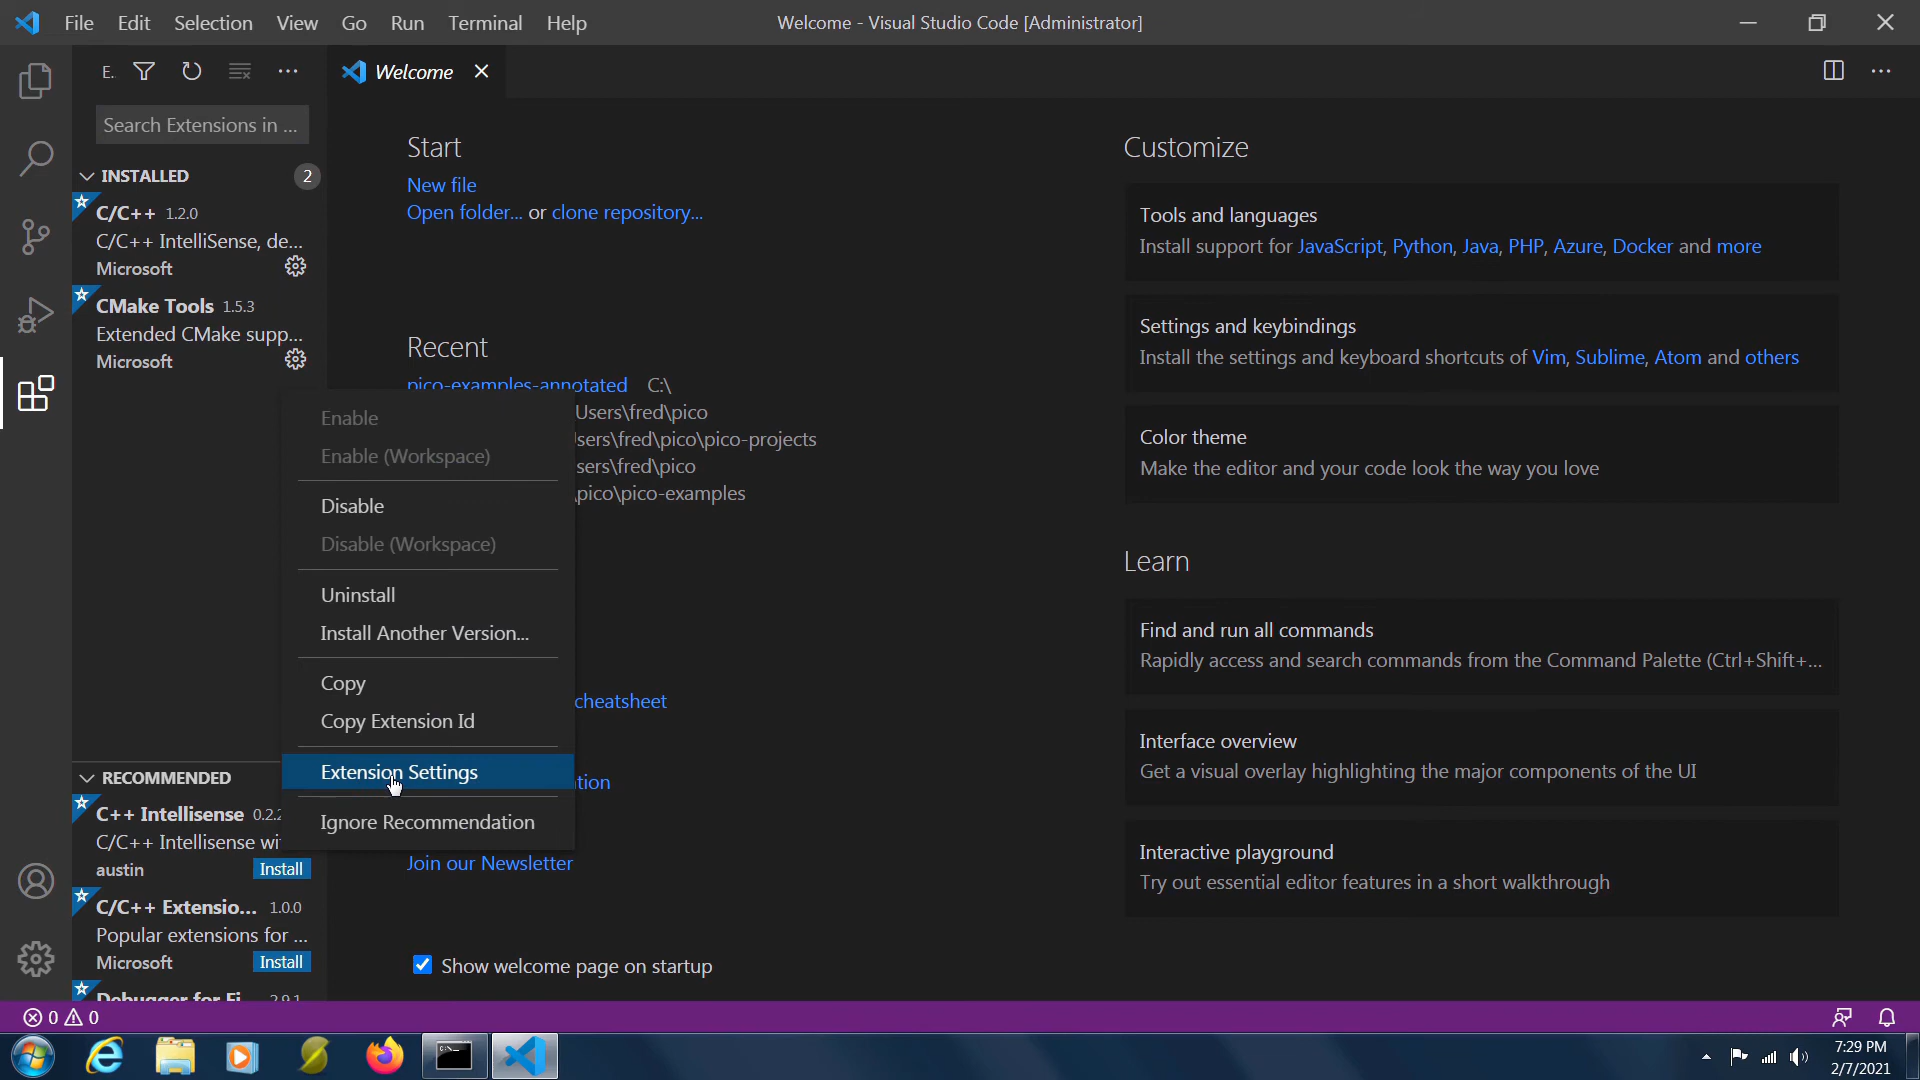 File Edit Selection View Go Run Terminal Help
Welcome - Visual Studio Code [Administrator]
E..
Welcome
Search Extensions in ...
INSTALLED 2
C/C++ 1.2.0
C/C++ IntelliSense, de...
Microsoft
CMake Tools 1.5.3
Extended CMake supp...
Microsoft
Enable
Enable (Workspace)
Disable
Disable (Workspace)
Uninstall
Install Another Version...
Copy
Copy Extension Id
Extension Settings
Ignore Recommendation
RECOMMENDED
C++ Intellisense 0.2.2
C/C++ Intellisense wi
austin Install
C/C++ Extensio... 1.0.0
Popular extensions for ...
Microsoft Install
Debugger for Fi 2.9.1
Start
New file
Open folder... or clone repository...
Recent
pico-examples-annotated C:\
Users\fred\pico
sers\fred\pico\pico-projects
sers\fred\pico
\pico\pico-examples
cheatsheet
tion
Join our Newsletter
Show welcome page on startup
Customize
Tools and languages
Install support for JavaScript, Python, Java, PHP, Azure, Docker and more
Settings and keybindings
Install the settings and keyboard shortcuts of Vim, Sublime, Atom and others
Color theme
Make the editor and your code look the way you love
Learn
Find and run all commands
Rapidly access and search commands from the Command Palette (Ctrl+Shift+...
Interface overview
Get a visual overlay highlighting the major components of the UI
Interactive playground
Try out essential editor features in a short walkthrough
0 0
7:29 PM
2/7/2021